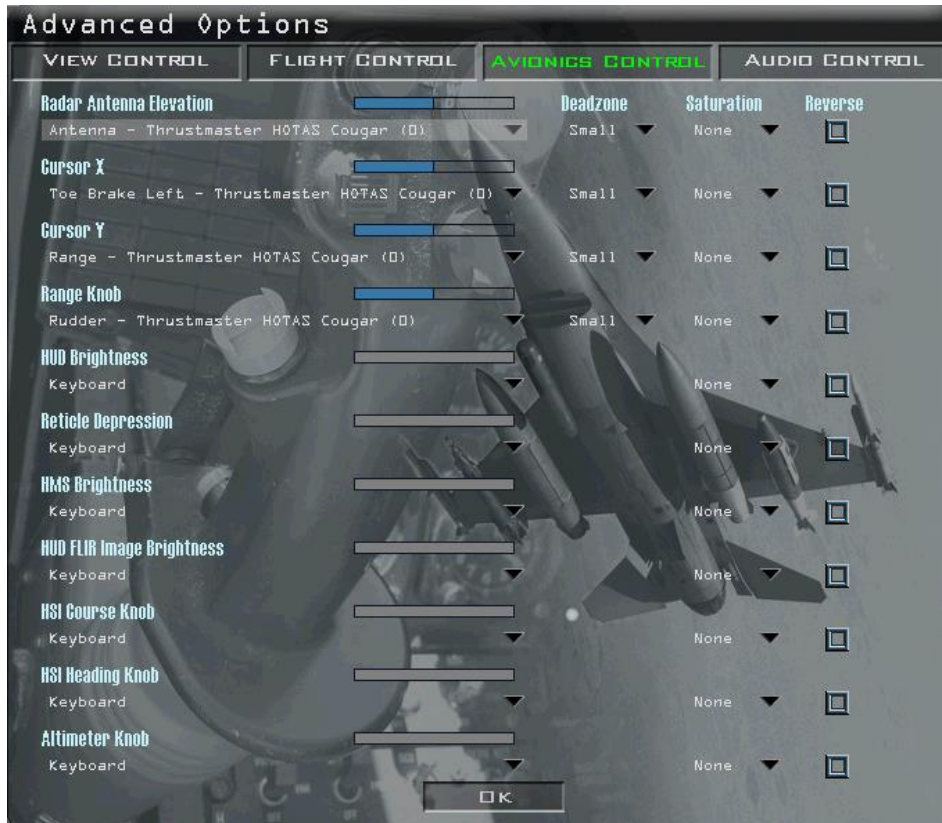 Advanced Options
VIEW CONTROL FLIGHT CONTROL AVIONICS CONTROL AUDIO CONTROL
Radar Antenna Elevation Deadzone Saturation Reverse
Antenna - Thrustmaster HOTAS Cougar (0) Small None
Cursor X
Toe Brake Left - Thrustmaster HOTAS Cougar (0) Small None
Cursor Y
Range - Thrustmaster HOTAS Cougar (0) Small None
Range Knob
Rudder - Thrustmaster HOTAS Cougar (0) Small None
HUD Brightness
Keyboard None
Reticle Depression
Keyboard None
HMS Brightness
Keyboard None
HUD FLIR Image Brightness
Keyboard None
HSI Course Knob
Keyboard None
HSI Heading Knob
Keyboard None
Altimeter Knob
Keyboard None
OK